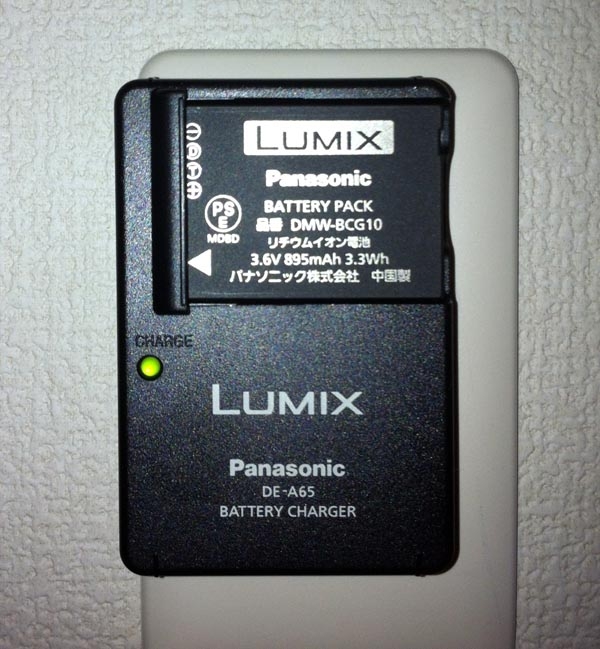 LUMIX
Panasonic
BATTERY PACK
品番 DMW-BCG10
リチウムイオン電池
3.6V 895mAh 3.3Wh
パナソニック株式会社 中国製
⊖
Ⓓ
Ⓣ
⊕
PS
E
MDBD
CHARGE
LUMIX
Panasonic
DE-A65
BATTERY CHARGER